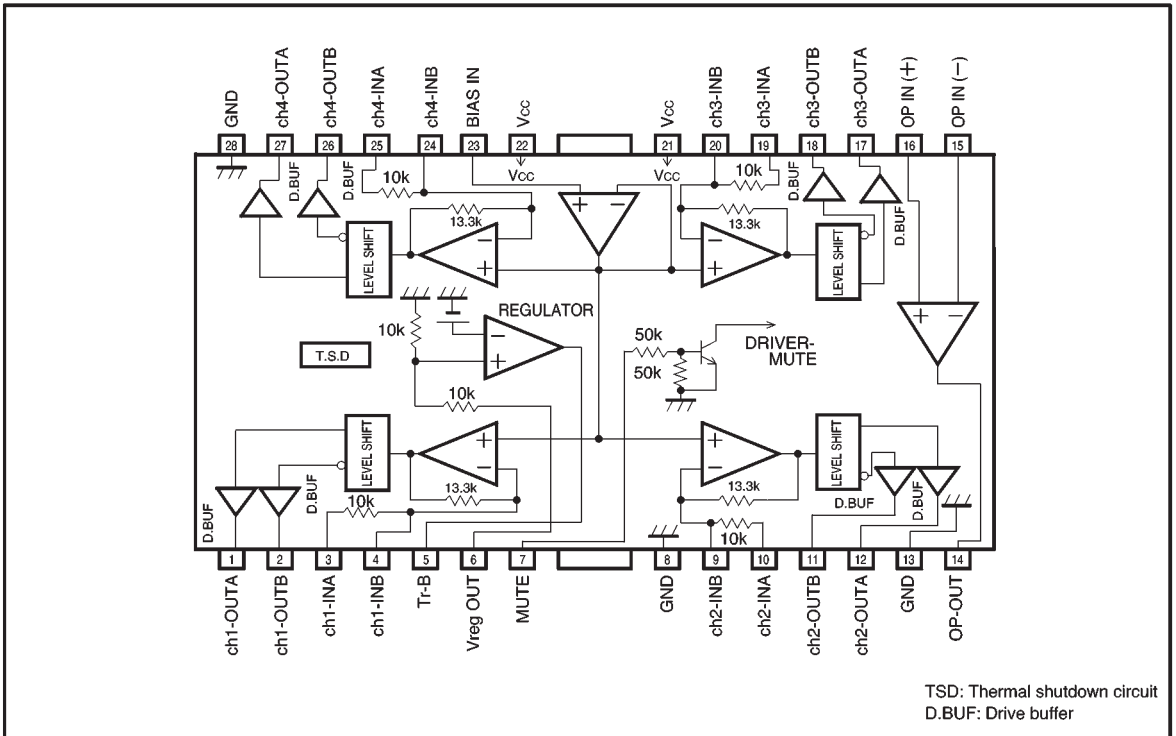 GND
ch4-OUTA
ch4-OUTB
ch4-INA
ch4-INB
BIAS IN
Vcc
Vcc
ch3-INB
ch3-INA
ch3-OUTB
ch3-OUTA
OP IN (+)
OP IN (−)
28
27
26
25
24
23
22
21
20
19
18
17
16
15
Vcc
Vcc
D.BUF
D.BUF
10k
10k
D.BUF
D.BUF
13.3k
13.3k
LEVEL SHIFT
−
+
+
−
−
+
LEVEL SHIFT
+
−
REGULATOR
10k
−
+
T.S.D
50k
50k
DRIVER-
MUTE
10k
LEVEL SHIFT
+
−
+
−
LEVEL SHIFT
D.BUF
D.BUF
13.3k
10k
13.3k
10k
D.BUF
D.BUF
1
2
3
4
5
6
7
8
9
10
11
12
13
14
ch1-OUTA
ch1-OUTB
ch1-INA
ch1-INB
Tr-B
Vreg OUT
MUTE
GND
ch2-INB
ch2-INA
ch2-OUTB
ch2-OUTA
GND
OP-OUT
TSD: Thermal shutdown circuit
D.BUF: Drive buffer